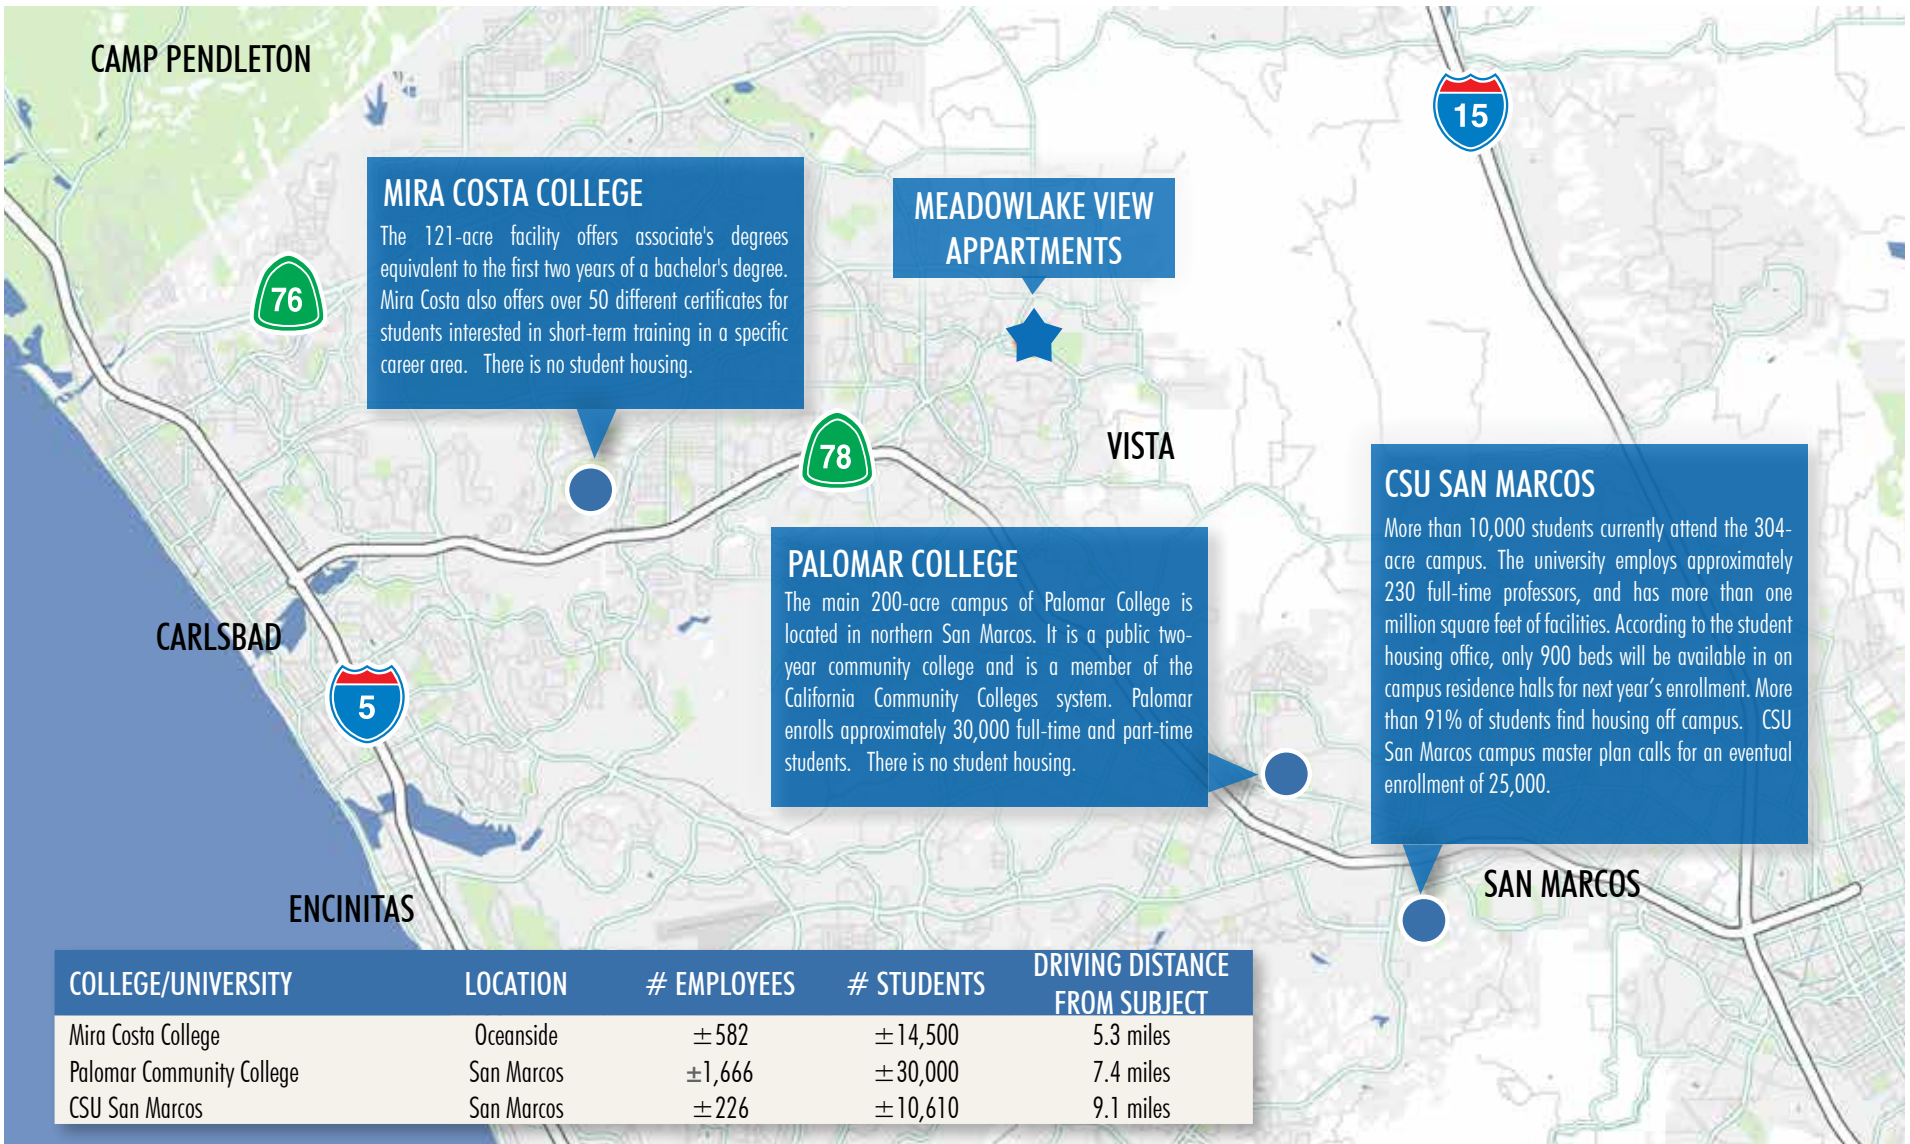 CAMP PENDLETON
15
MIRA COSTA COLLEGE
The 121-acre facility offers associate's degrees
equivalent to the first two years of a bachelor's degree.
Mira Costa also offers over 50 different certificates for
students interested in short-term training in a specific
career area. There is no student housing.
MEADOWLAKE VIEW
APPARTMENTS
76
78
VISTA
CSU SAN MARCOS
More than 10,000 students currently attend the 304-
acre campus. The university employs approximately
230 full-time professors, and has more than one
million square feet of facilities. According to the student
housing office, only 900 beds will be available in on
campus residence halls for next year's enrollment. More
than 91% of students find housing off campus. CSU
San Marcos campus master plan calls for an eventual
enrollment of 25,000.
PALOMAR COLLEGE
The main 200-acre campus of Palomar College is
located in northern San Marcos. It is a public two-
year community college and is a member of the
California Community Colleges system. Palomar
enrolls approximately 30,000 full-time and part-time
students. There is no student housing.
CARLSBAD
5
SAN MARCOS
ENCINITAS
COLLEGE/UNIVERSITY LOCATION # EMPLOYEES # STUDENTS DRIVING DISTANCE
FROM SUBJECT
Mira Costa College Oceanside ±582 ±14,500 5.3 miles
Palomar Community College San Marcos ±1,666 ±30,000 7.4 miles
CSU San Marcos San Marcos ±226 ±10,610 9.1 miles